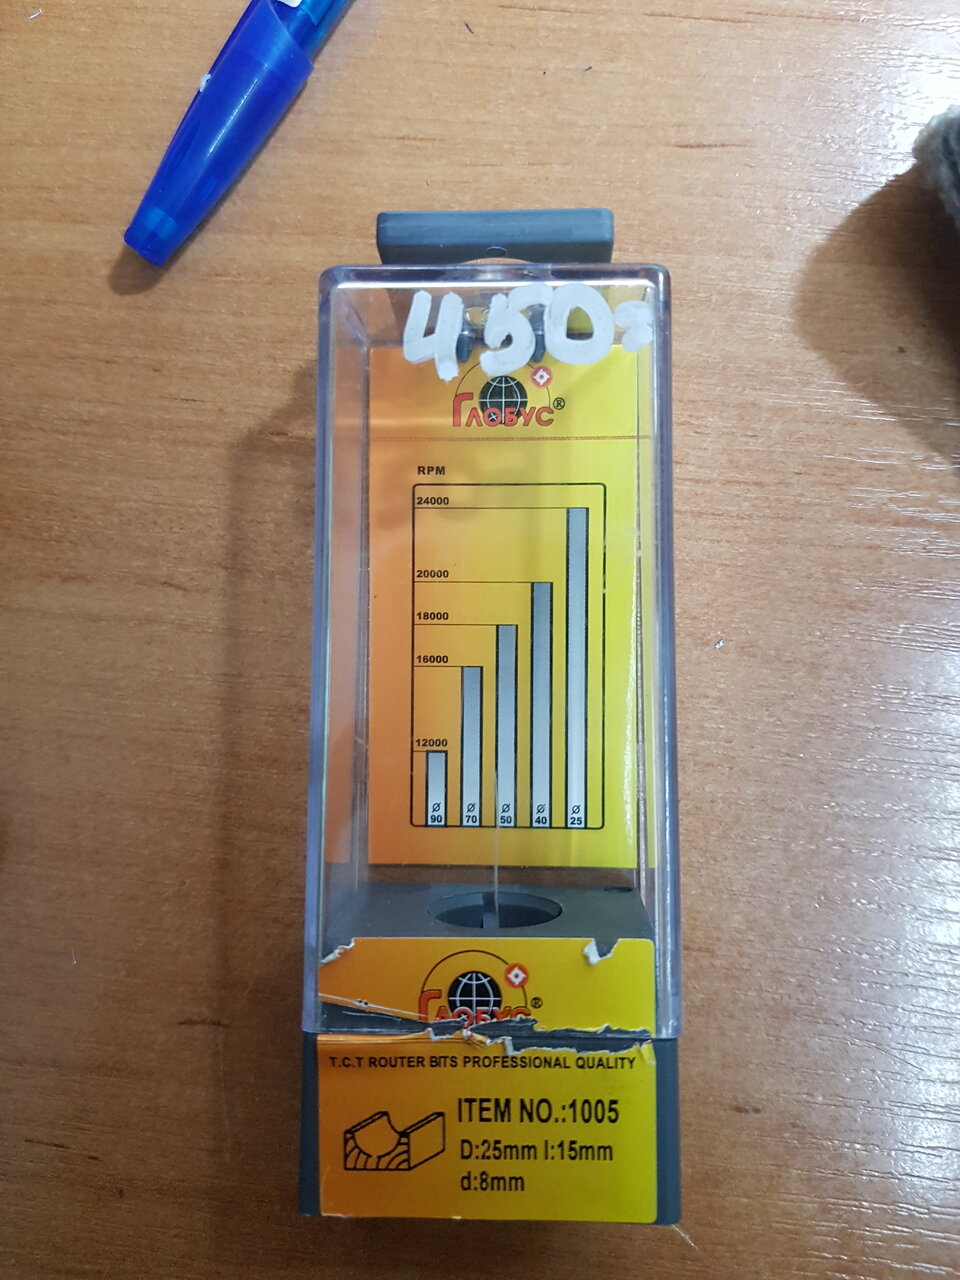 450=
ГЛОБУС®
RPM
24000
20000
18000
16000
12000
Ø Ø Ø Ø Ø
90 70 50 40 25
ГЛОБУС®
T.C.T ROUTER BITS PROFESSIONAL QUALITY
ITEM NO.:1005
D:25mm I:15mm
d:8mm